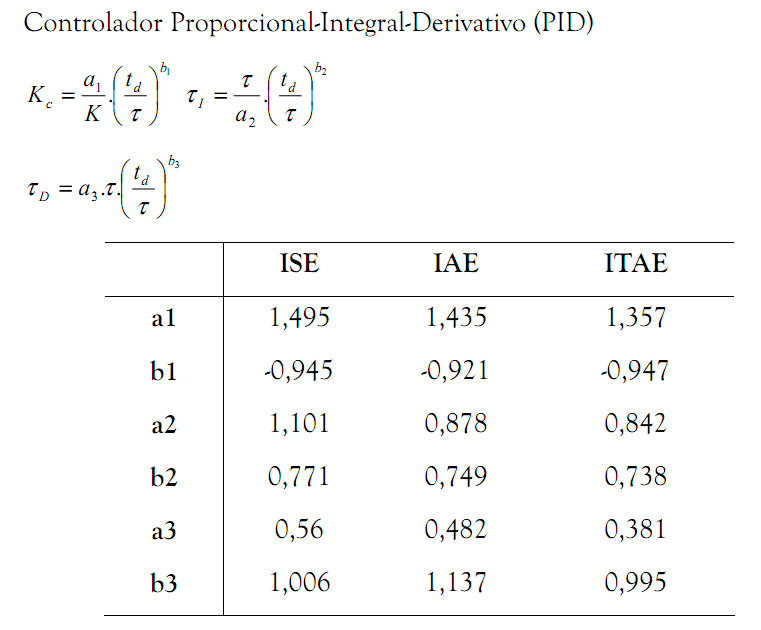 Controlador Proporcional-Integral-Derivativo (PID)
K_c = a_1/K . (t_d/τ)^{b_1}   τ_I = τ/a_2 . (t_d/τ)^{b_2}
τ_D = a_3.τ.(t_d/τ)^{b_3}
ISE IAE ITAE
a1 1,495 1,435 1,357
b1 -0,945 -0,921 -0,947
a2 1,101 0,878 0,842
b2 0,771 0,749 0,738
a3 0,56 0,482 0,381
b3 1,006 1,137 0,995